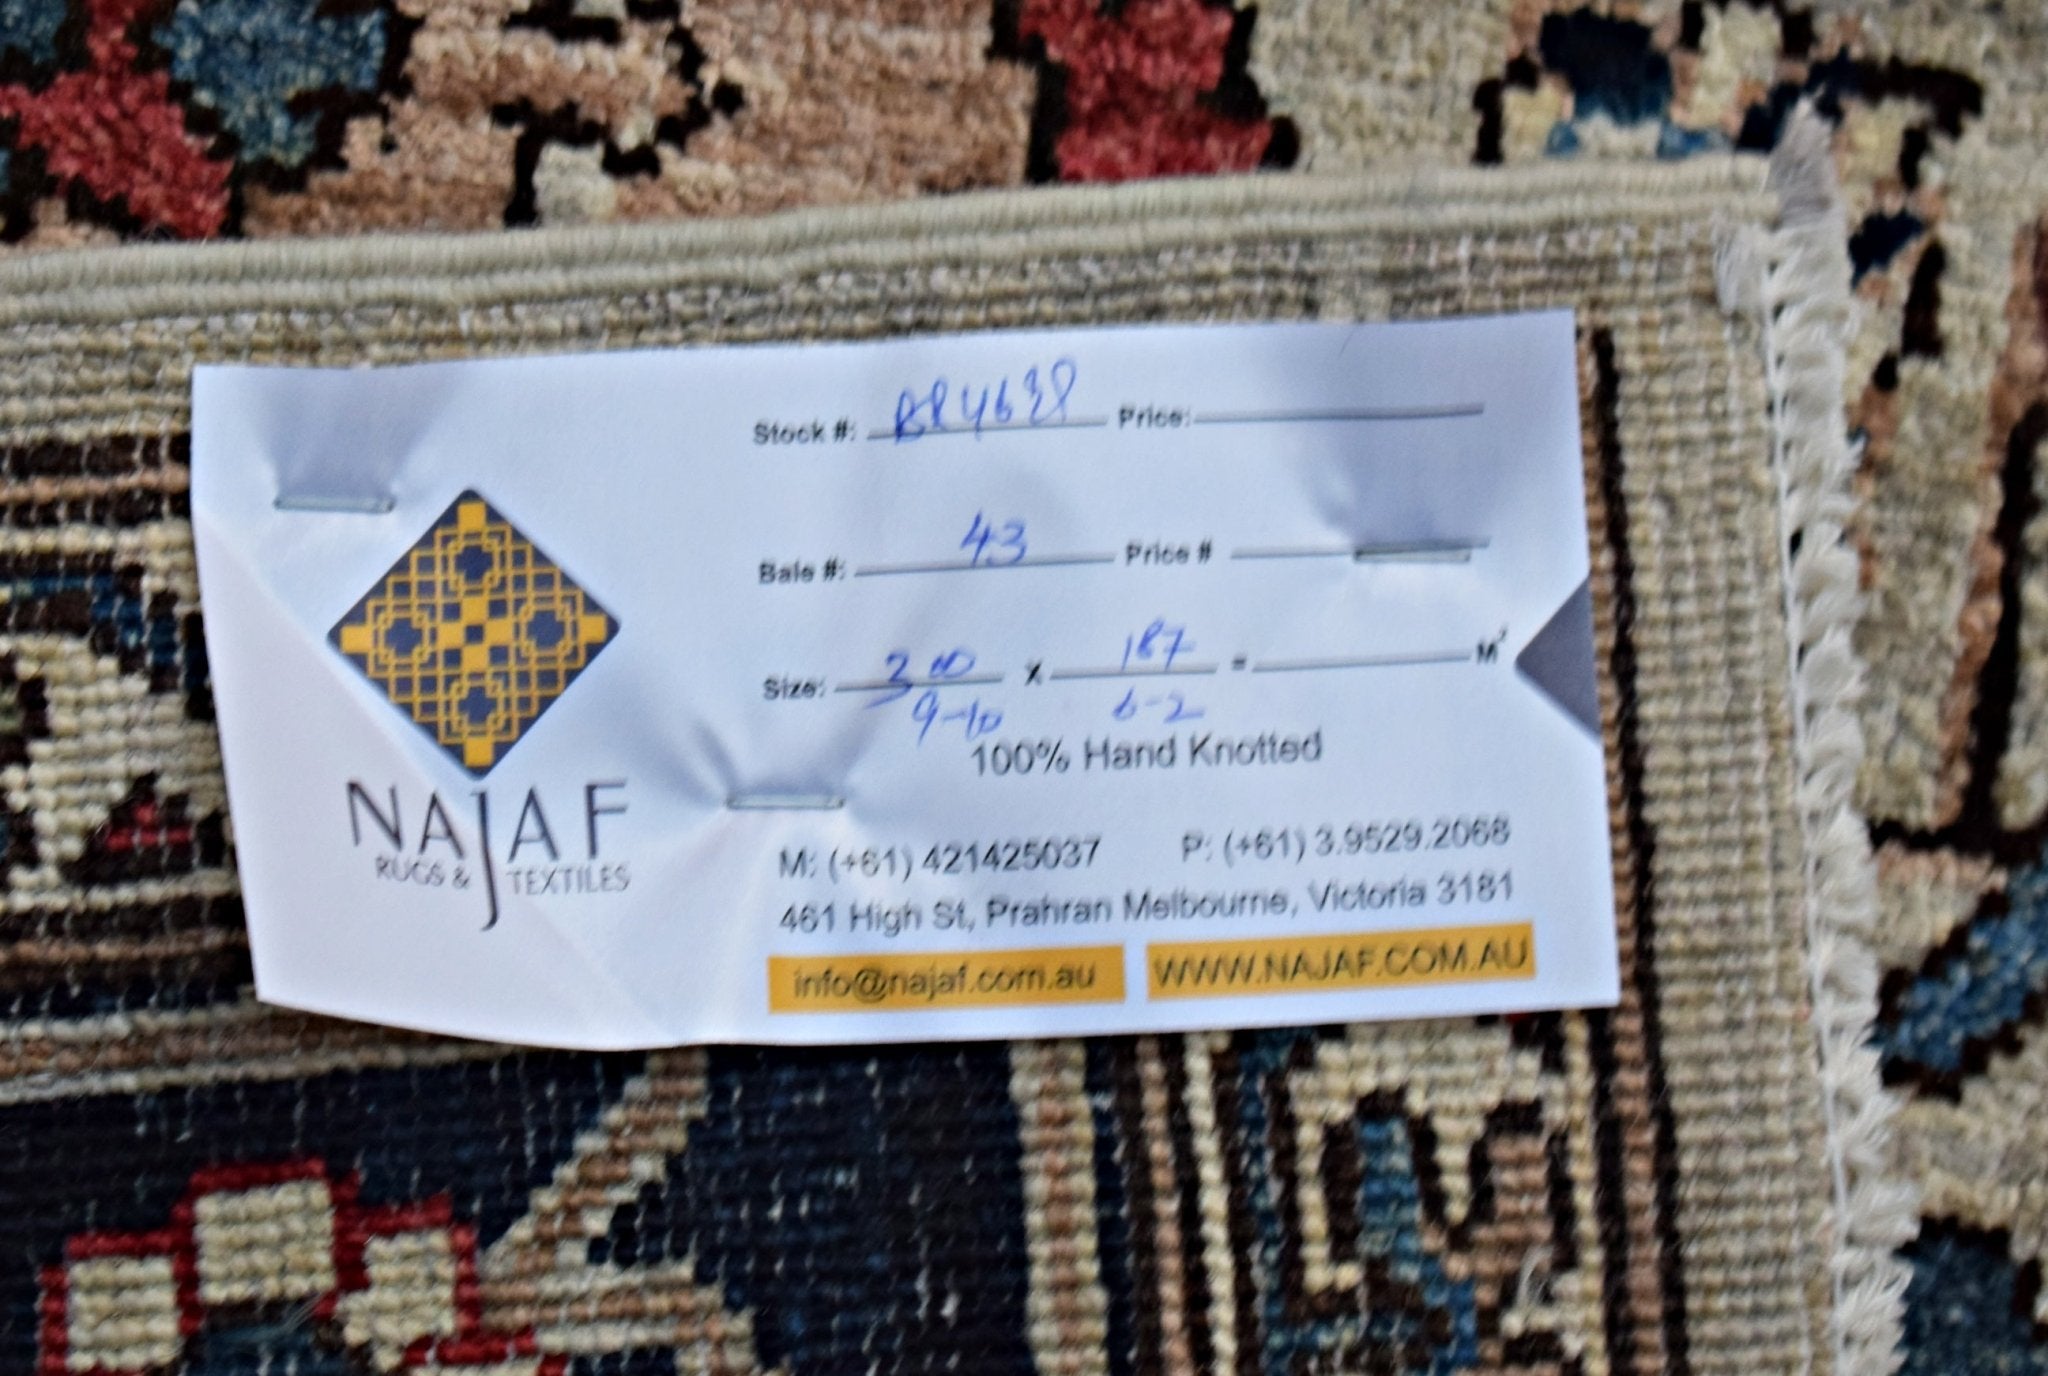 Stock #: BR4638 Price:
Bale #: 43 Price #
Size: 300 x 187 = M²
9-10 6-2
100% Hand Knotted
NAJAF
RUGS & TEXTILES
M: (+61) 421425037 P: (+61) 3.9529.2068
461 High St, Prahran Melbourne, Victoria 3181
info@najaf.com.au WWW.NAJAF.COM.AU